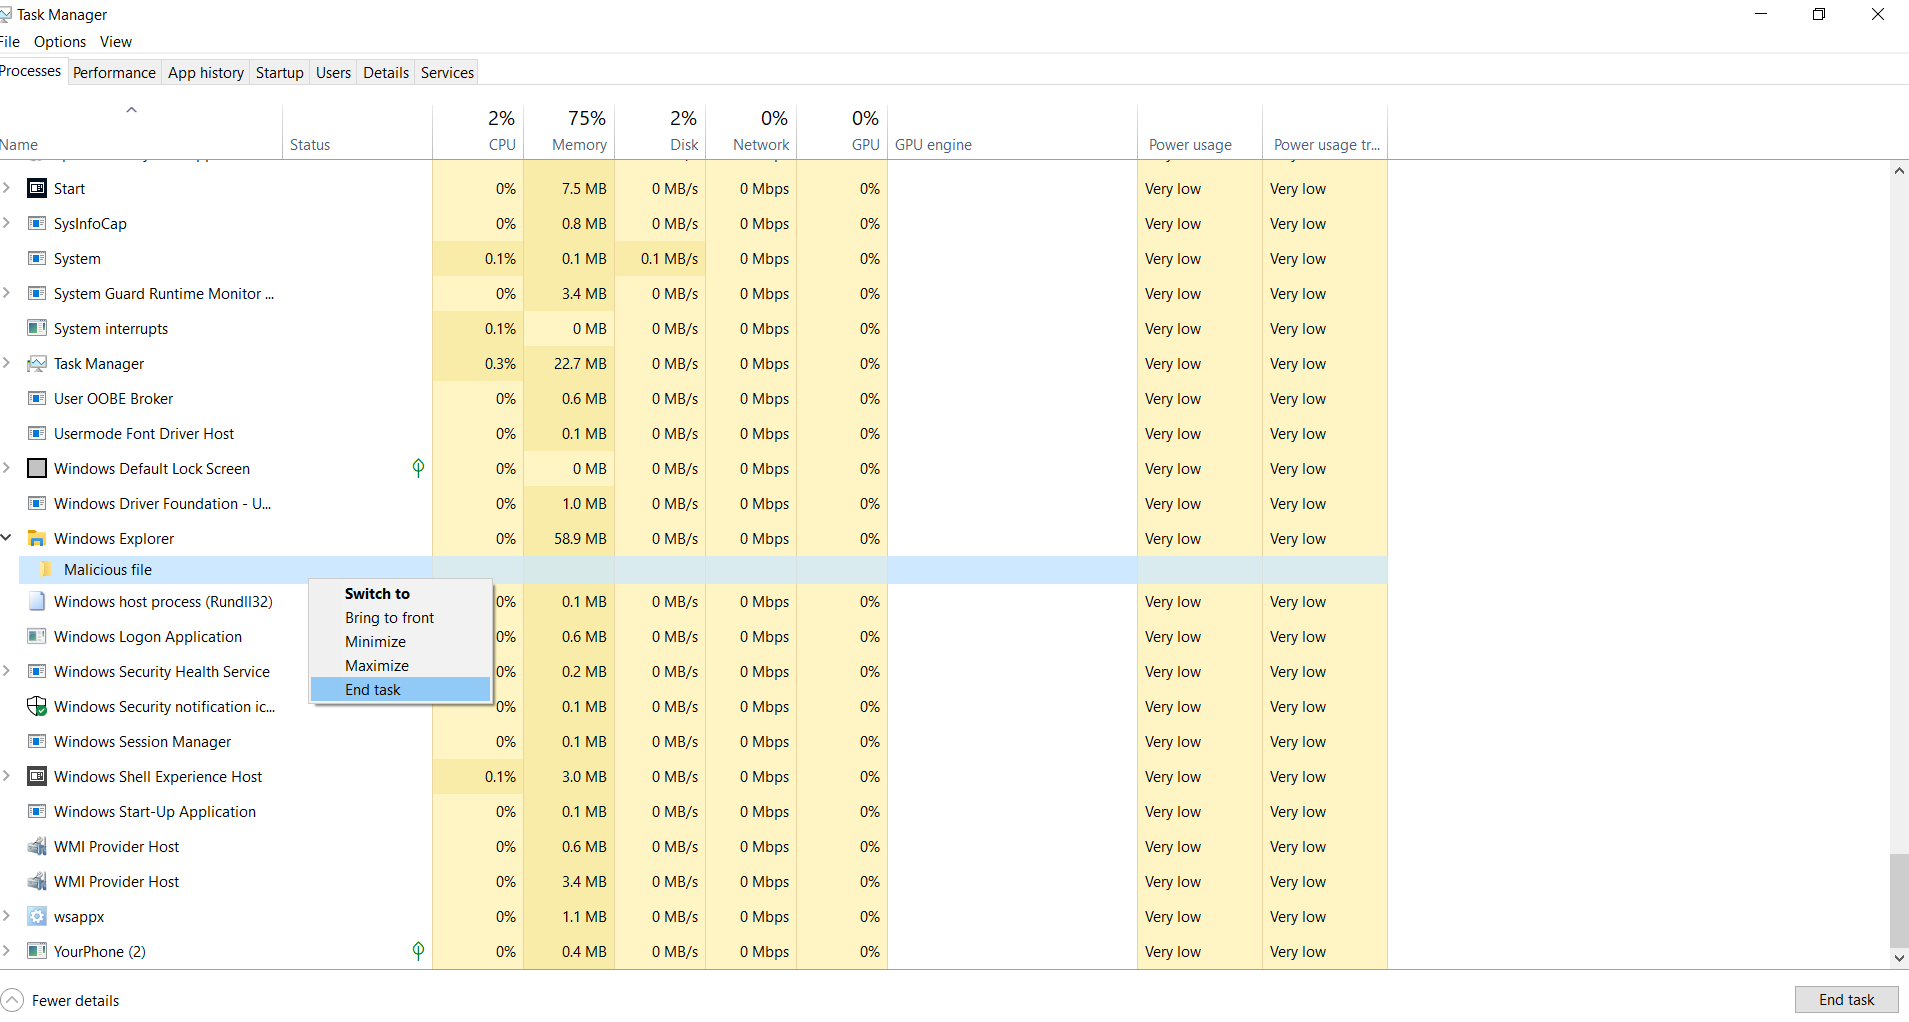 Task Manager
File Options View
Processes Performance App history Startup Users Details Services
2% 75% 2% 0% 0%
Name Status CPU Memory Disk Network GPU GPU engine Power usage Power usage tr...
Start 0% 7.5 MB 0 MB/s 0 Mbps 0% Very low Very low
SysInfoCap 0% 0.8 MB 0 MB/s 0 Mbps 0% Very low Very low
System 0.1% 0.1 MB 0.1 MB/s 0 Mbps 0% Very low Very low
System Guard Runtime Monitor ... 0% 3.4 MB 0 MB/s 0 Mbps 0% Very low Very low
System interrupts 0.1% 0 MB 0 MB/s 0 Mbps 0% Very low Very low
Task Manager 0.3% 22.7 MB 0 MB/s 0 Mbps 0% Very low Very low
User OOBE Broker 0% 0.6 MB 0 MB/s 0 Mbps 0% Very low Very low
Usermode Font Driver Host 0% 0.1 MB 0 MB/s 0 Mbps 0% Very low Very low
Windows Default Lock Screen 0% 0 MB 0 MB/s 0 Mbps 0% Very low Very low
Windows Driver Foundation - U... 0% 1.0 MB 0 MB/s 0 Mbps 0% Very low Very low
Windows Explorer 0% 58.9 MB 0 MB/s 0 Mbps 0% Very low Very low
Malicious file
Switch to
Bring to front
Minimize
Maximize
End task
Windows host process (Rundll32) 0% 0.1 MB 0 MB/s 0 Mbps 0% Very low Very low
Windows Logon Application 0% 0.6 MB 0 MB/s 0 Mbps 0% Very low Very low
Windows Security Health Service 0% 0.2 MB 0 MB/s 0 Mbps 0% Very low Very low
Windows Security notification ic... 0% 0.1 MB 0 MB/s 0 Mbps 0% Very low Very low
Windows Session Manager 0% 0.1 MB 0 MB/s 0 Mbps 0% Very low Very low
Windows Shell Experience Host 0.1% 3.0 MB 0 MB/s 0 Mbps 0% Very low Very low
Windows Start-Up Application 0% 0.1 MB 0 MB/s 0 Mbps 0% Very low Very low
WMI Provider Host 0% 0.6 MB 0 MB/s 0 Mbps 0% Very low Very low
WMI Provider Host 0% 3.4 MB 0 MB/s 0 Mbps 0% Very low Very low
wsappx 0% 1.1 MB 0 MB/s 0 Mbps 0% Very low Very low
YourPhone (2) 0% 0.4 MB 0 MB/s 0 Mbps 0% Very low Very low
Fewer details End task